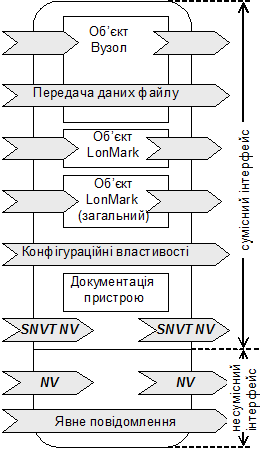 Об'єкт
Вузол
Передача даних файлу
Об'єкт
LonMark
Об'єкт
LonMark
(загальний)
Конфігураційні властивості
Документація
пристрою
SNVT NV
SNVT NV
NV
NV
Явне повідомлення
сумісний інтерфейс
несумісний
інтерфейс